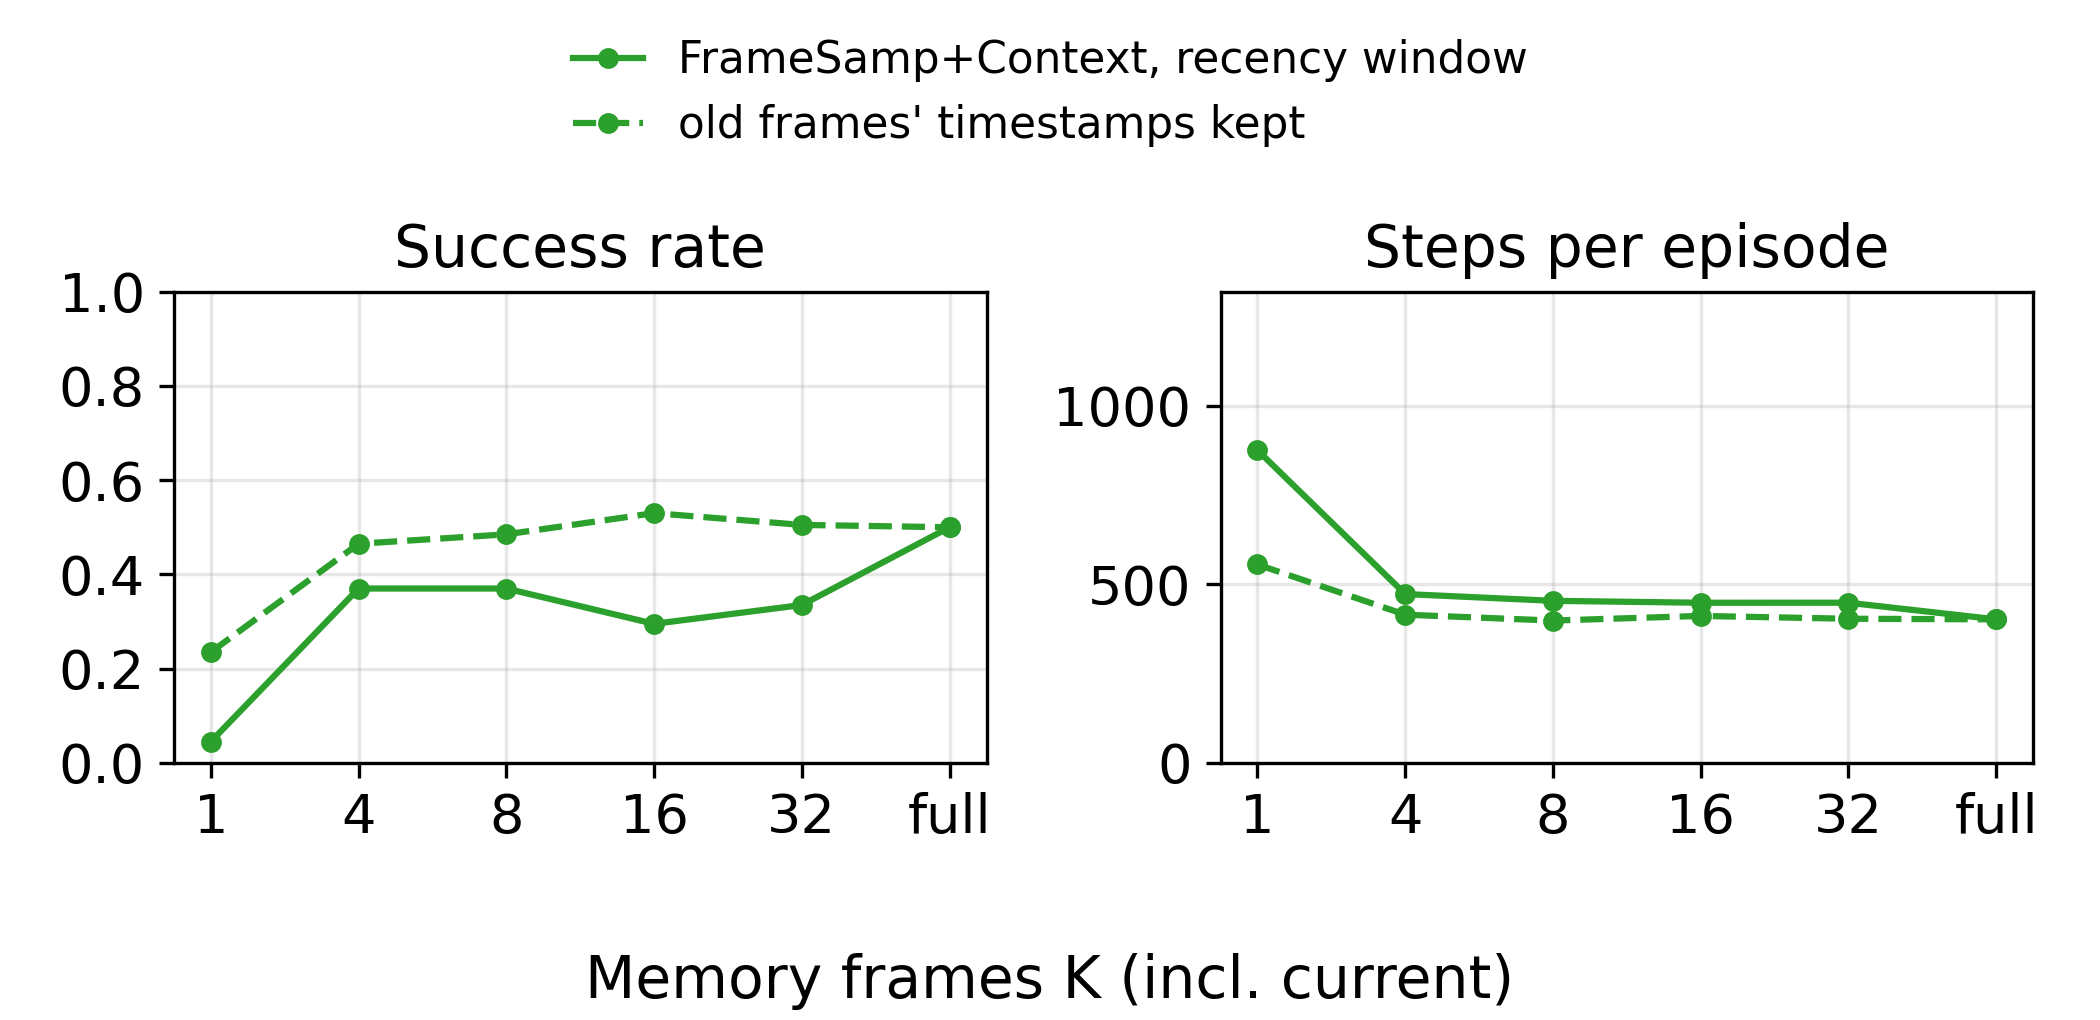 FrameSamp+Context, recency window
old frames' timestamps kept
Success rate
1.0
0.8
0.6
0.4
0.2
0.0
1 4 8 16 32 full
Steps per episode
1000
500
0
1 4 8 16 32 full
Memory frames K (incl. current)